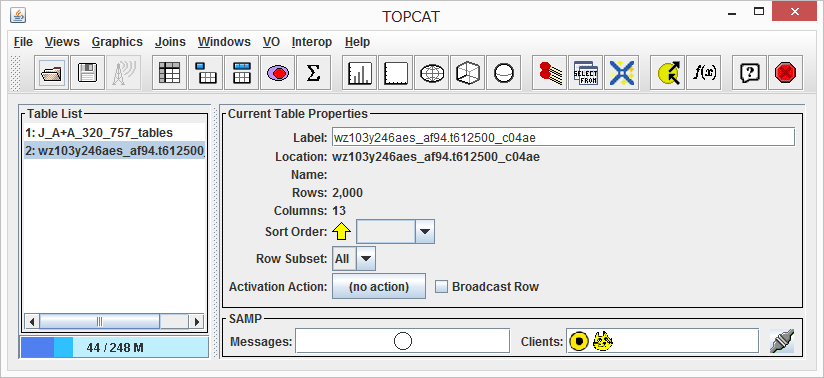 TOPCAT
File Views Graphics Joins Windows VO Interop Help
Σ
SELECT FROM
f(x)
?
Table List
1: J_A+A_320_757_tables
2: wz103y246aes_af94.t612500_
44 / 248 M
Current Table Properties
Label: wz103y246aes_af94.t612500_c04ae
Location: wz103y246aes_af94.t612500_c04ae
Name:
Rows: 2,000
Columns: 13
Sort Order:
Row Subset: All
Activation Action: (no action) Broadcast Row
SAMP
Messages: Clients: